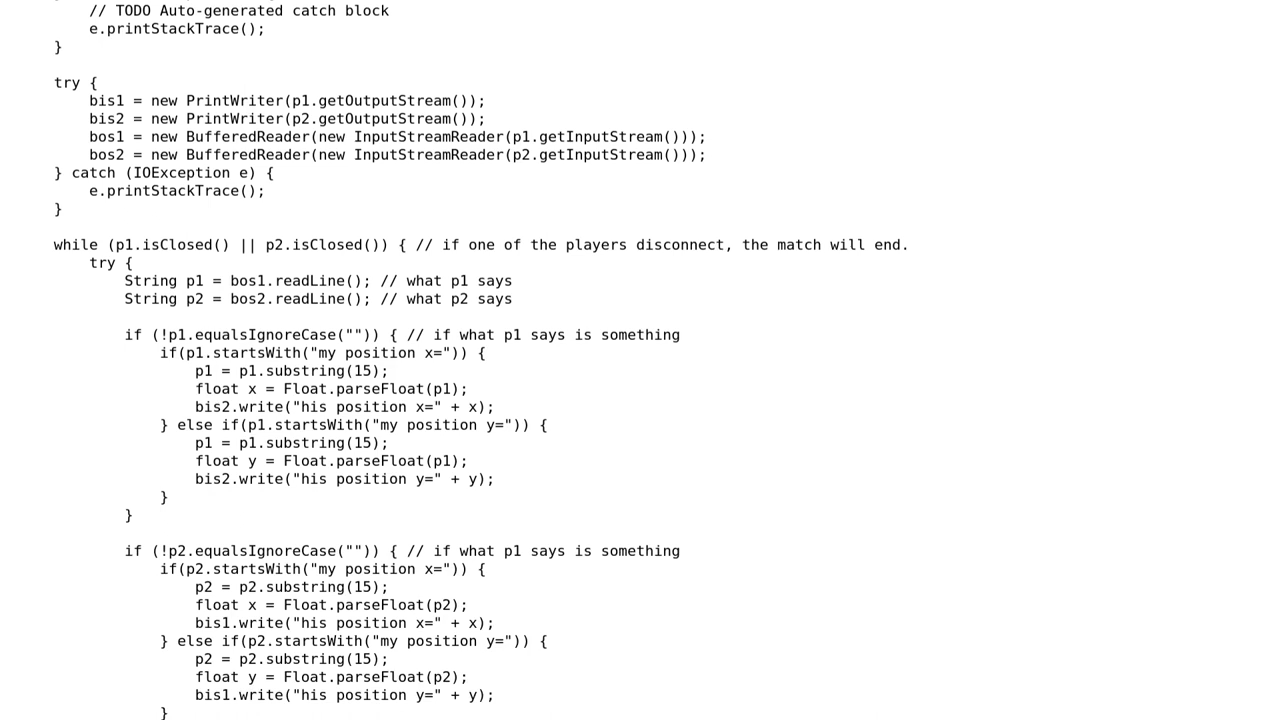 // TODO Auto-generated catch block
e.printStackTrace();
}
try {
bis1 = new PrintWriter(p1.getOutputStream());
bis2 = new PrintWriter(p2.getOutputStream());
bos1 = new BufferedReader(new InputStreamReader(p1.getInputStream()));
bos2 = new BufferedReader(new InputStreamReader(p2.getInputStream()));
} catch (IOException e) {
e.printStackTrace();
}
while (p1.isClosed() || p2.isClosed()) { // if one of the players disconnect, the match will end.
try {
String p1 = bos1.readLine(); // what p1 says
String p2 = bos2.readLine(); // what p2 says
if (!p1.equalsIgnoreCase("")) { // if what p1 says is something
if(p1.startsWith("my position x=")) {
p1 = p1.substring(15);
float x = Float.parseFloat(p1);
bis2.write("his position x=" + x);
} else if(p1.startsWith("my position y=")) {
p1 = p1.substring(15);
float y = Float.parseFloat(p1);
bis2.write("his position y=" + y);
}
}
if (!p2.equalsIgnoreCase("")) { // if what p1 says is something
if(p2.startsWith("my position x=")) {
p2 = p2.substring(15);
float x = Float.parseFloat(p2);
bis1.write("his position x=" + x);
} else if(p2.startsWith("my position y=")) {
p2 = p2.substring(15);
float y = Float.parseFloat(p2);
bis1.write("his position y=" + y);
}